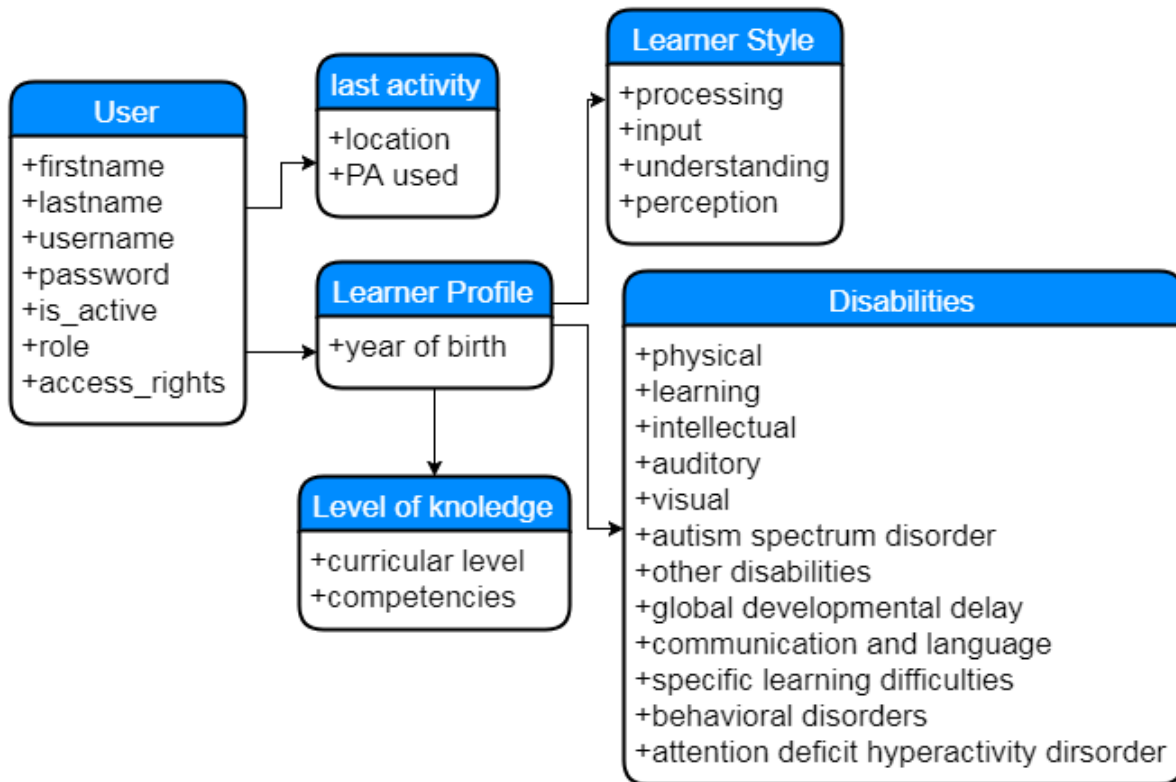 User
+firstname
+lastname
+username
+password
+is_active
+role
+access_rights
last activity
+location
+PA used
Learner Profile
+year of birth
Level of knoledge
+curricular level
+competencies
Learner Style
+processing
+input
+understanding
+perception
Disabilities
+physical
+learning
+intellectual
+auditory
+visual
+autism spectrum disorder
+other disabilities
+global developmental delay
+communication and language
+specific learning difficulties
+behavioral disorders
+attention deficit hyperactivity dirsorder